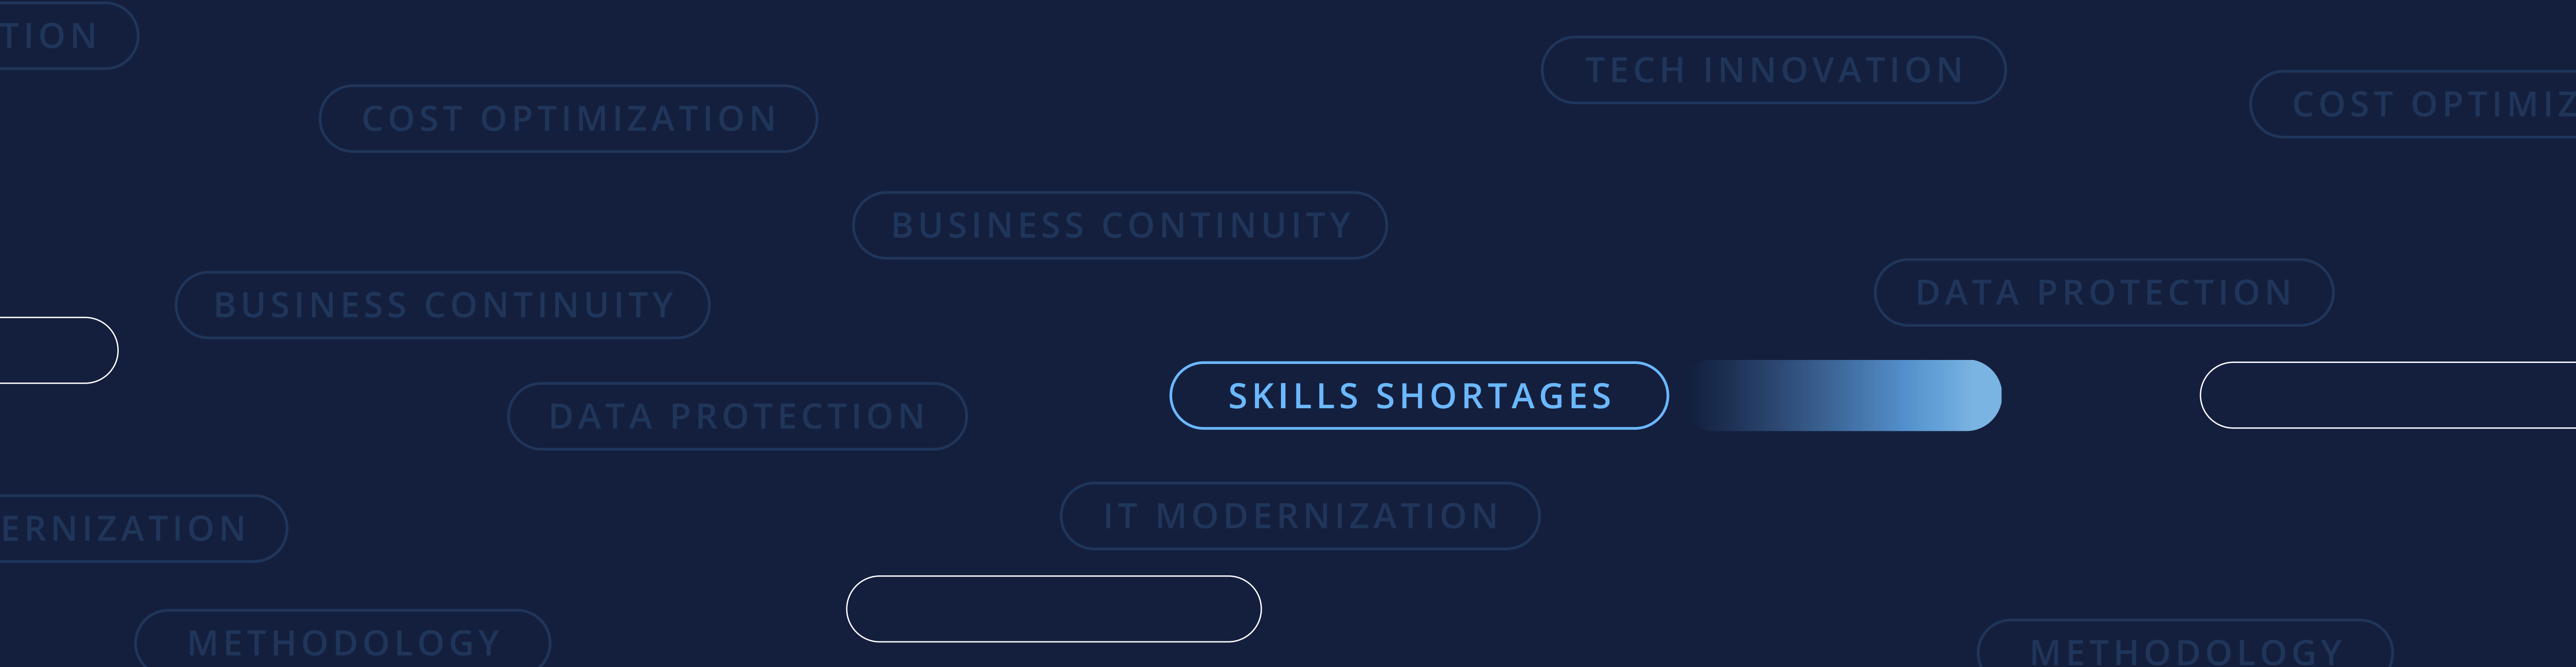 TION
TECH INNOVATION
COST OPTIMIZATION
COST OPTIMIZ
BUSINESS CONTINUITY
DATA PROTECTION
BUSINESS CONTINUITY
SKILLS SHORTAGES
DATA PROTECTION
IT MODERNIZATION
ERNIZATION
METHODOLOGY
METHODOLOGY